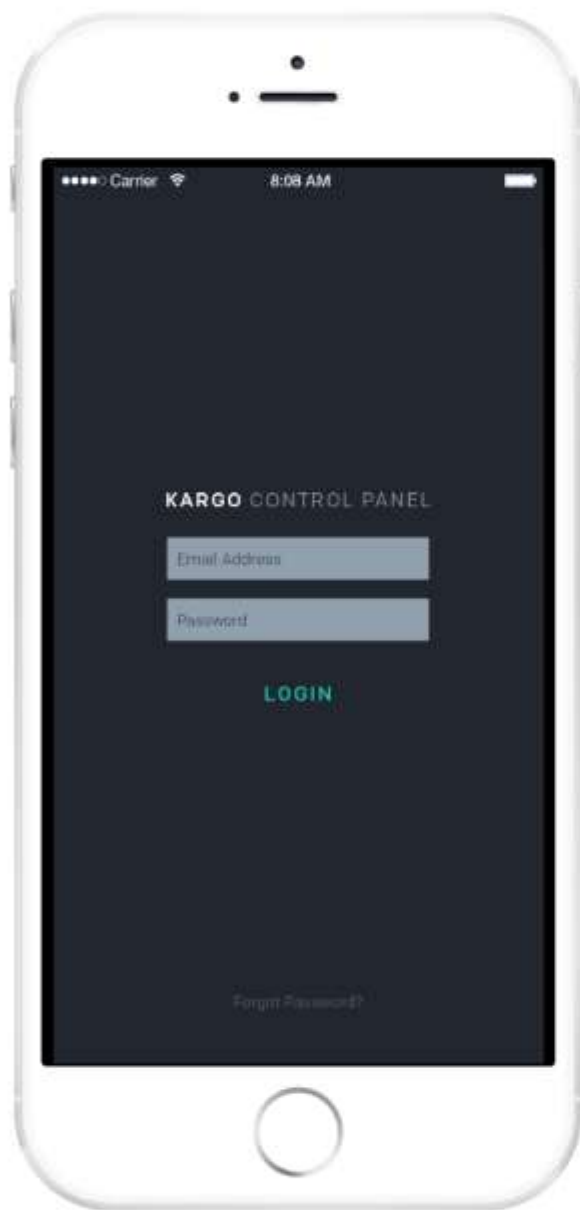 Carrier 8:08 AM
KARGO CONTROL PANEL
Email Address
Password
LOGIN
Forgot Password?